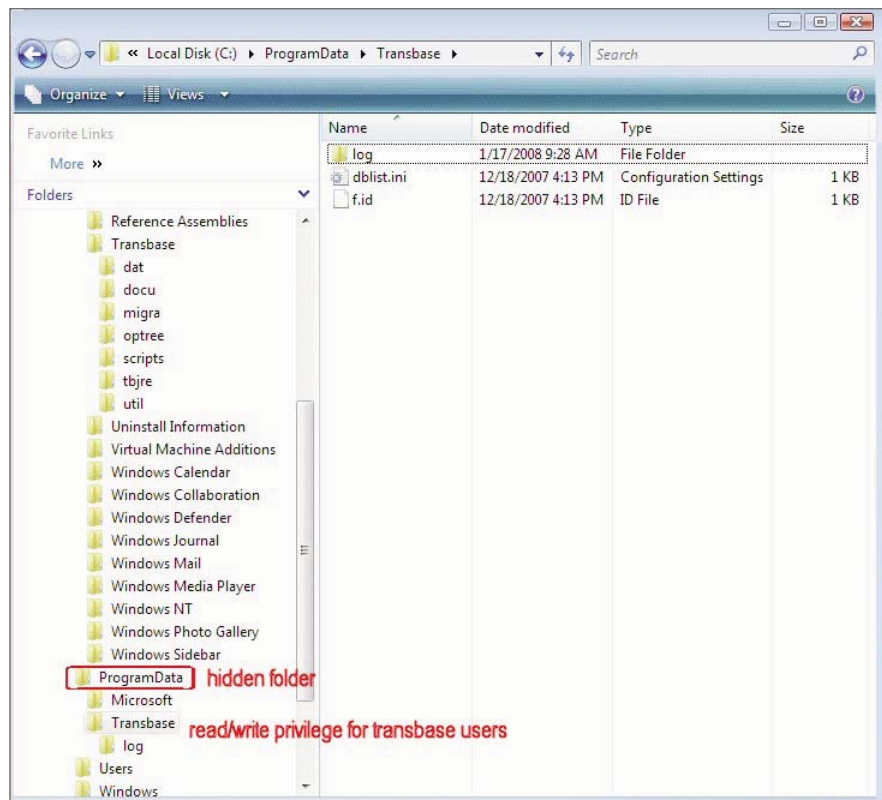 « Local Disk (C:) ▸ ProgramData ▸ Transbase ▸ Search
Organize Views
Favorite Links
More »
Folders
Reference Assemblies
Transbase
dat
docu
migra
optree
scripts
tbjre
util
Uninstall Information
Virtual Machine Additions
Windows Calendar
Windows Collaboration
Windows Defender
Windows Journal
Windows Mail
Windows Media Player
Windows NT
Windows Photo Gallery
Windows Sidebar
ProgramData hidden folder
Microsoft
Transbase read/write privilege for transbase users
log
Users
Windows
Name Date modified Type Size
log 1/17/2008 9:28 AM File Folder
dblist.ini 12/18/2007 4:13 PM Configuration Settings 1 KB
f.id 12/18/2007 4:13 PM ID File 1 KB